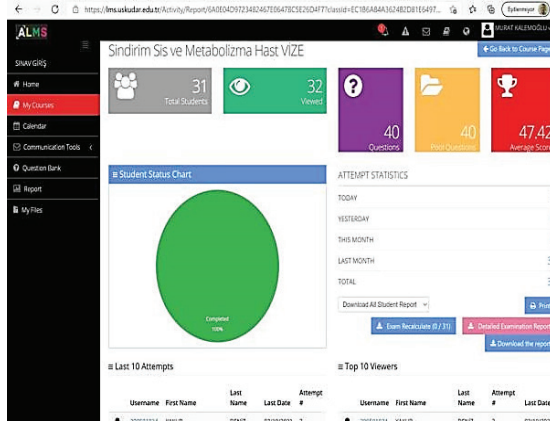 https://lms.uskudar.edu.tr/Activity/Report/6A0E04D9723482467E06478C5E26D4F7?classid=EC1B6A84A3624B2D81E6497...
ALMS
MURAT KALEMOĞLU
SINAV GİRİŞ
Sindirim Sis ve Metabolizma Hast VİZE
Go Back to Course Page
Home
My Courses
Calendar
Communication Tools
Question Bank
Report
My Files
31
Total Students
32
Viewed
40
Questions
40
Pool Questions
47.42
Average Score
Student Status Chart
Completed
100%
ATTEMPT STATISTICS
TODAY
YESTERDAY
THIS MONTH
LAST MONTH
TOTAL
Download All Student Report
Print
Exam Recalculate (0 / 31)
Detailed Examination Report
Download the report
Last 10 Attempts
Username First Name Last Name Last Date Attempt #
Top 10 Viewers
Username First Name Last Name Attempt # Last Date